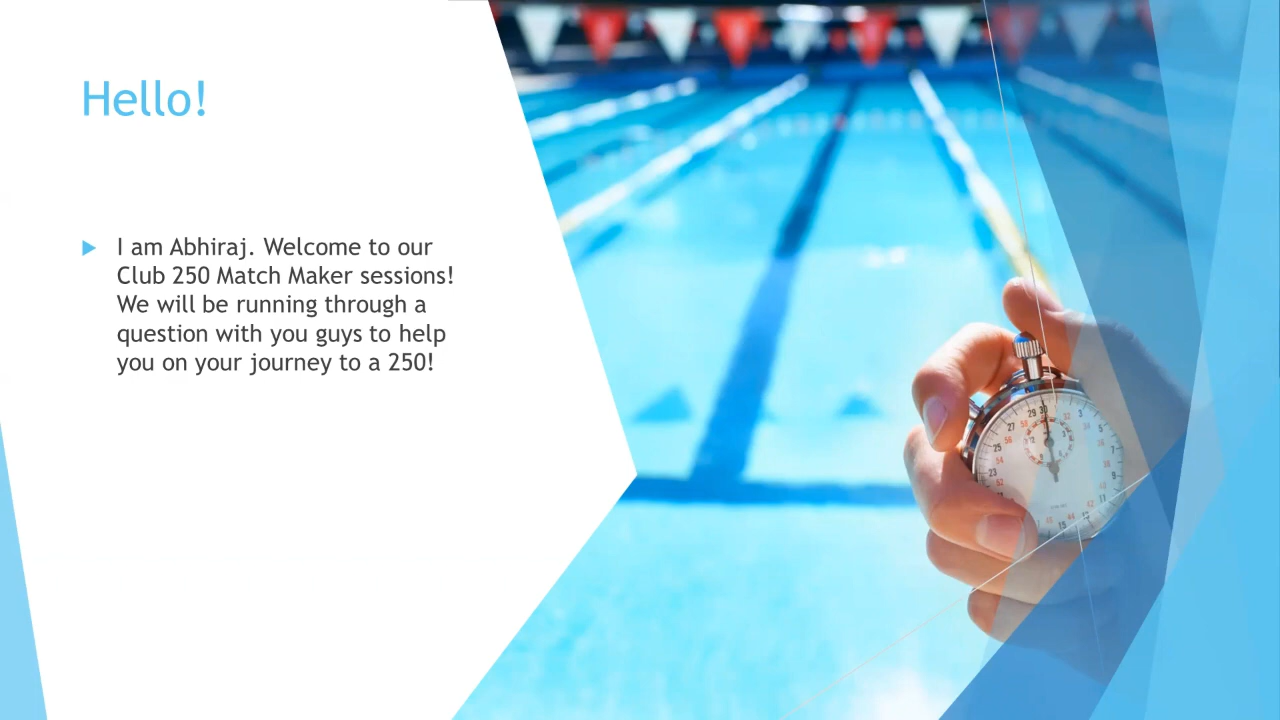 Hello!
I am Abhiraj. Welcome to our
Club 250 Match Maker sessions!
We will be running through a
question with you guys to help
you on your journey to a 250!